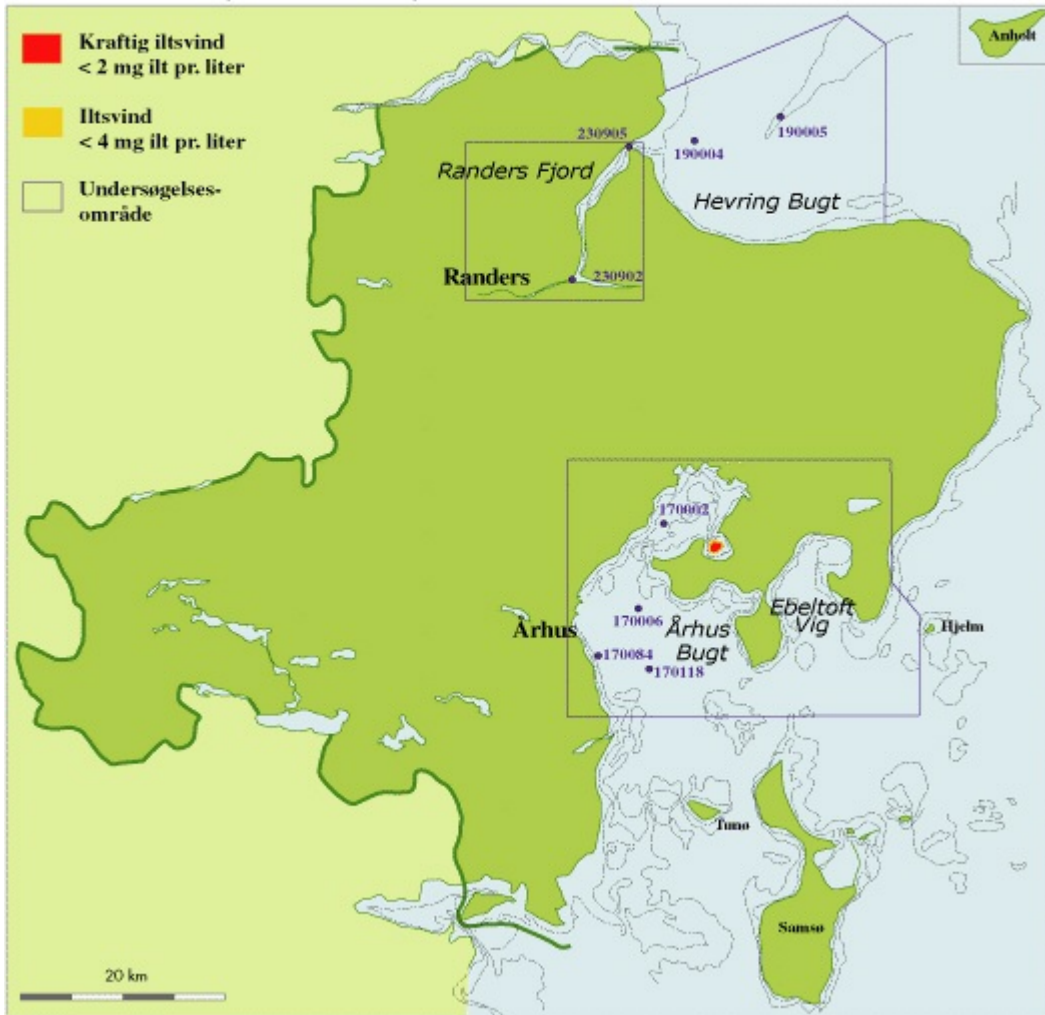 Kraftig iltsvind
< 2 mg ilt pr. liter
Iltsvind
< 4 mg ilt pr. liter
Undersøgelses-
område
Anholt
190005
230905
190004
Randers Fjord
Hevring Bugt
Randers
230902
170002
Ebeltoft
Vig
170006
Århus
Århus
Bugt
Hjelm
170084
170118
Tunø
Samsø
20 km